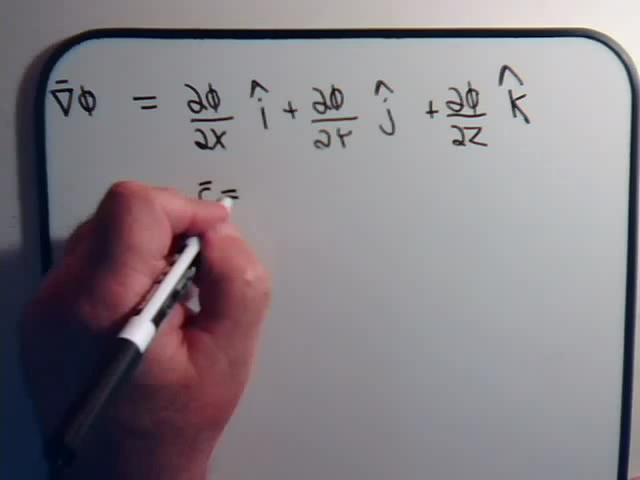 ∇̄φ = ∂φ/∂x î + ∂φ/∂y ĵ + ∂φ/∂z k̂
r̄ =